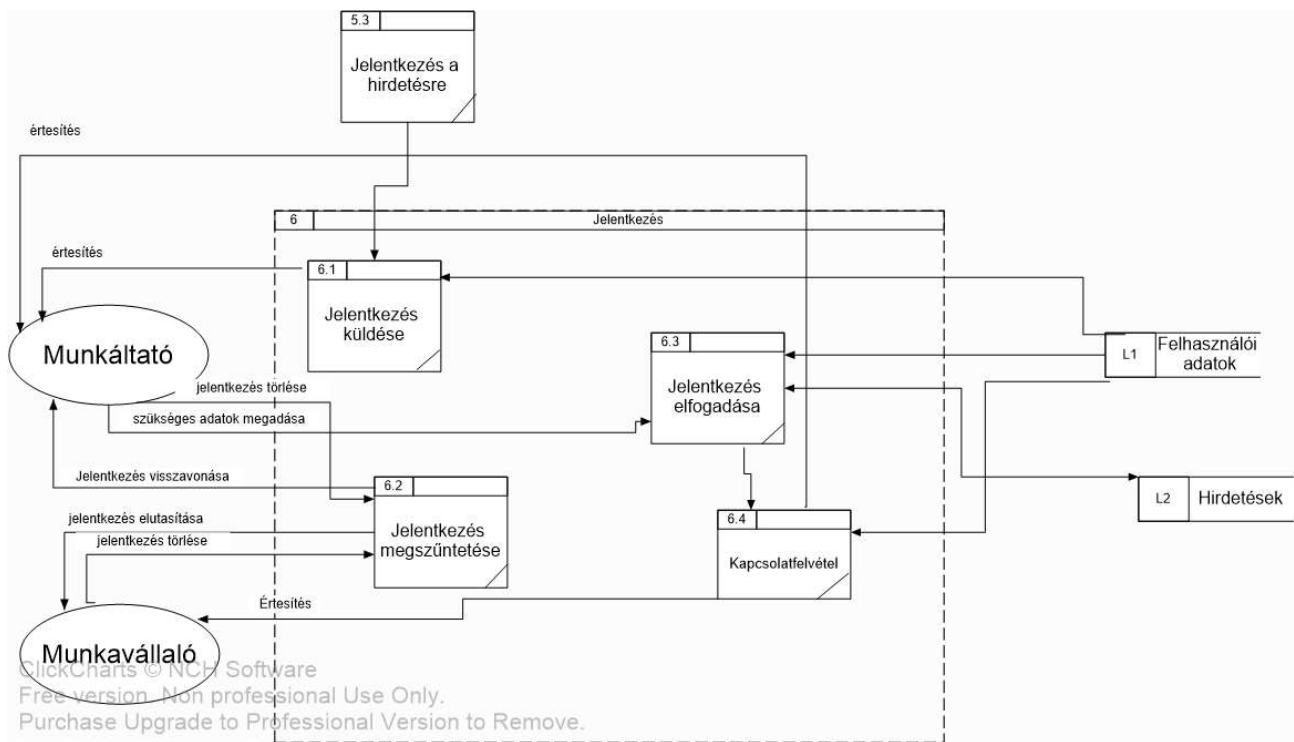 5.3
Jelentkezés a
hirdetésre
értesítés
6
Jelentkezés
értesítés
6.1
Jelentkezés
küldése
Munkáltató
6.3
Jelentkezés
elfogadása
L1
Felhasználói
adatok
jelentkezés törlése
szükséges adatok megadása
Jelentkezés visszavonása
6.2
Jelentkezés
megszűntetése
L2
Hirdetések
jelentkezés elutasítása
jelentkezés törlése
6.4
Kapcsolatfelvétel
Értesítés
Munkavállaló
ClickCharts © NCH Software
Free version. Non professional Use Only.
Purchase Upgrade to Professional Version to Remove.